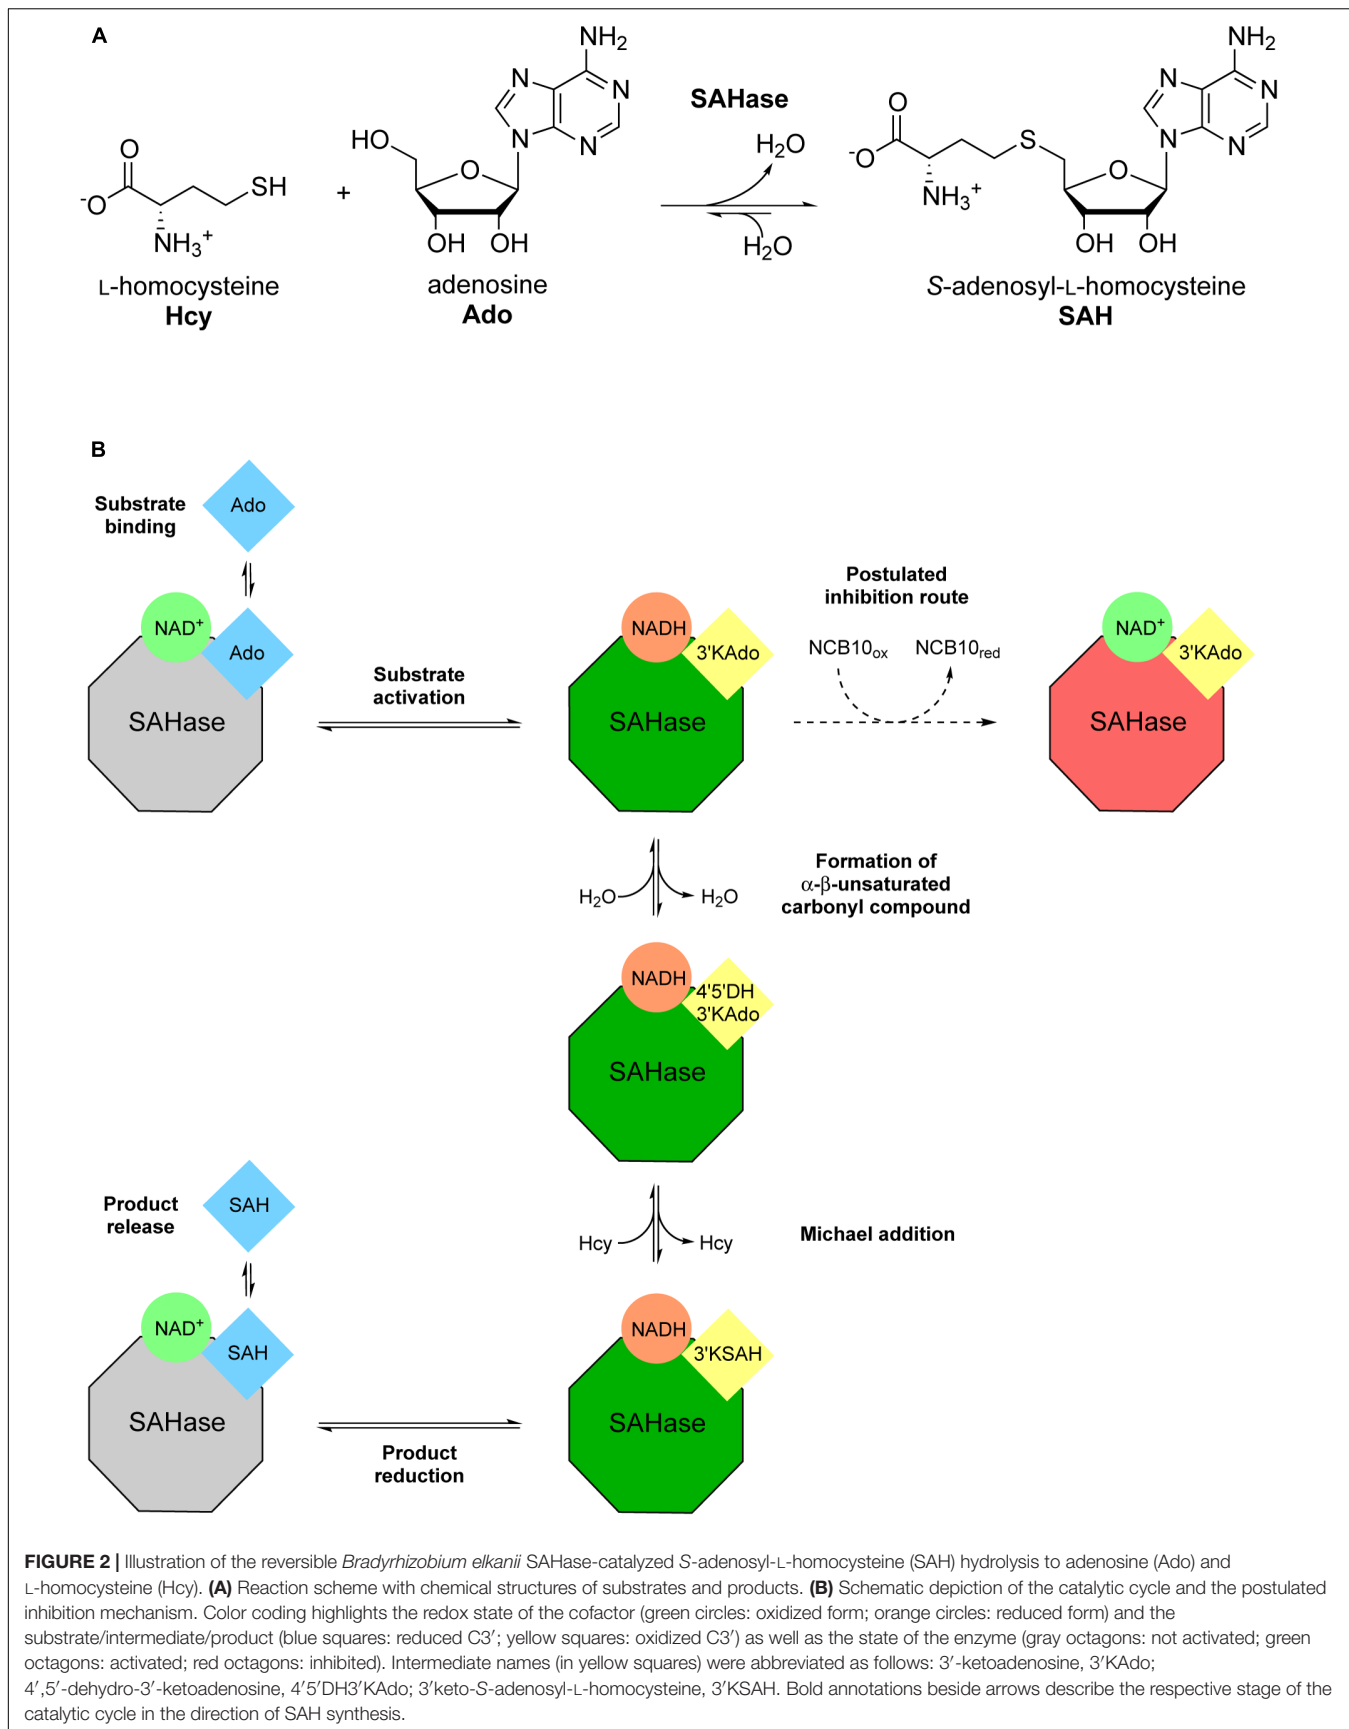 A
NH2
N
N
N
N
HO
O
OH OH
O
-O
SH
NH3+
L-homocysteine
Hcy
+
adenosine
Ado
SAHase
H2O
H2O
NH2
N
N
N
N
O
-O
S
NH3+
O
OH OH
S-adenosyl-L-homocysteine
SAH
B
Substrate
binding
Ado
NAD+
Ado
SAHase
Substrate
activation
NADH
3'KAdo
SAHase
Postulated
inhibition route
NCB10ox
NCB10red
NAD+
3'KAdo
SAHase
H2O
H2O
Formation of
α-β-unsaturated
carbonyl compound
NADH
4'5'DH
3'KAdo
SAHase
Hcy
Hcy
Michael addition
Product
release
SAH
NAD+
SAH
SAHase
Product
reduction
NADH
3'KSAH
SAHase
FIGURE 2 | Illustration of the reversible Bradyrhizobium elkanii SAHase-catalyzed S-adenosyl-L-homocysteine (SAH) hydrolysis to adenosine (Ado) and
L-homocysteine (Hcy). (A) Reaction scheme with chemical structures of substrates and products. (B) Schematic depiction of the catalytic cycle and the postulated
inhibition mechanism. Color coding highlights the redox state of the cofactor (green circles: oxidized form; orange circles: reduced form) and the
substrate/intermediate/product (blue squares: reduced C3′; yellow squares: oxidized C3′) as well as the state of the enzyme (gray octagons: not activated; green
octagons: activated; red octagons: inhibited). Intermediate names (in yellow squares) were abbreviated as follows: 3′-ketoadenosine, 3′KAdo;
4′,5′-dehydro-3′-ketoadenosine, 4′5′DH3′KAdo; 3′keto-S-adenosyl-L-homocysteine, 3′KSAH. Bold annotations beside arrows describe the respective stage of the
catalytic cycle in the direction of SAH synthesis.